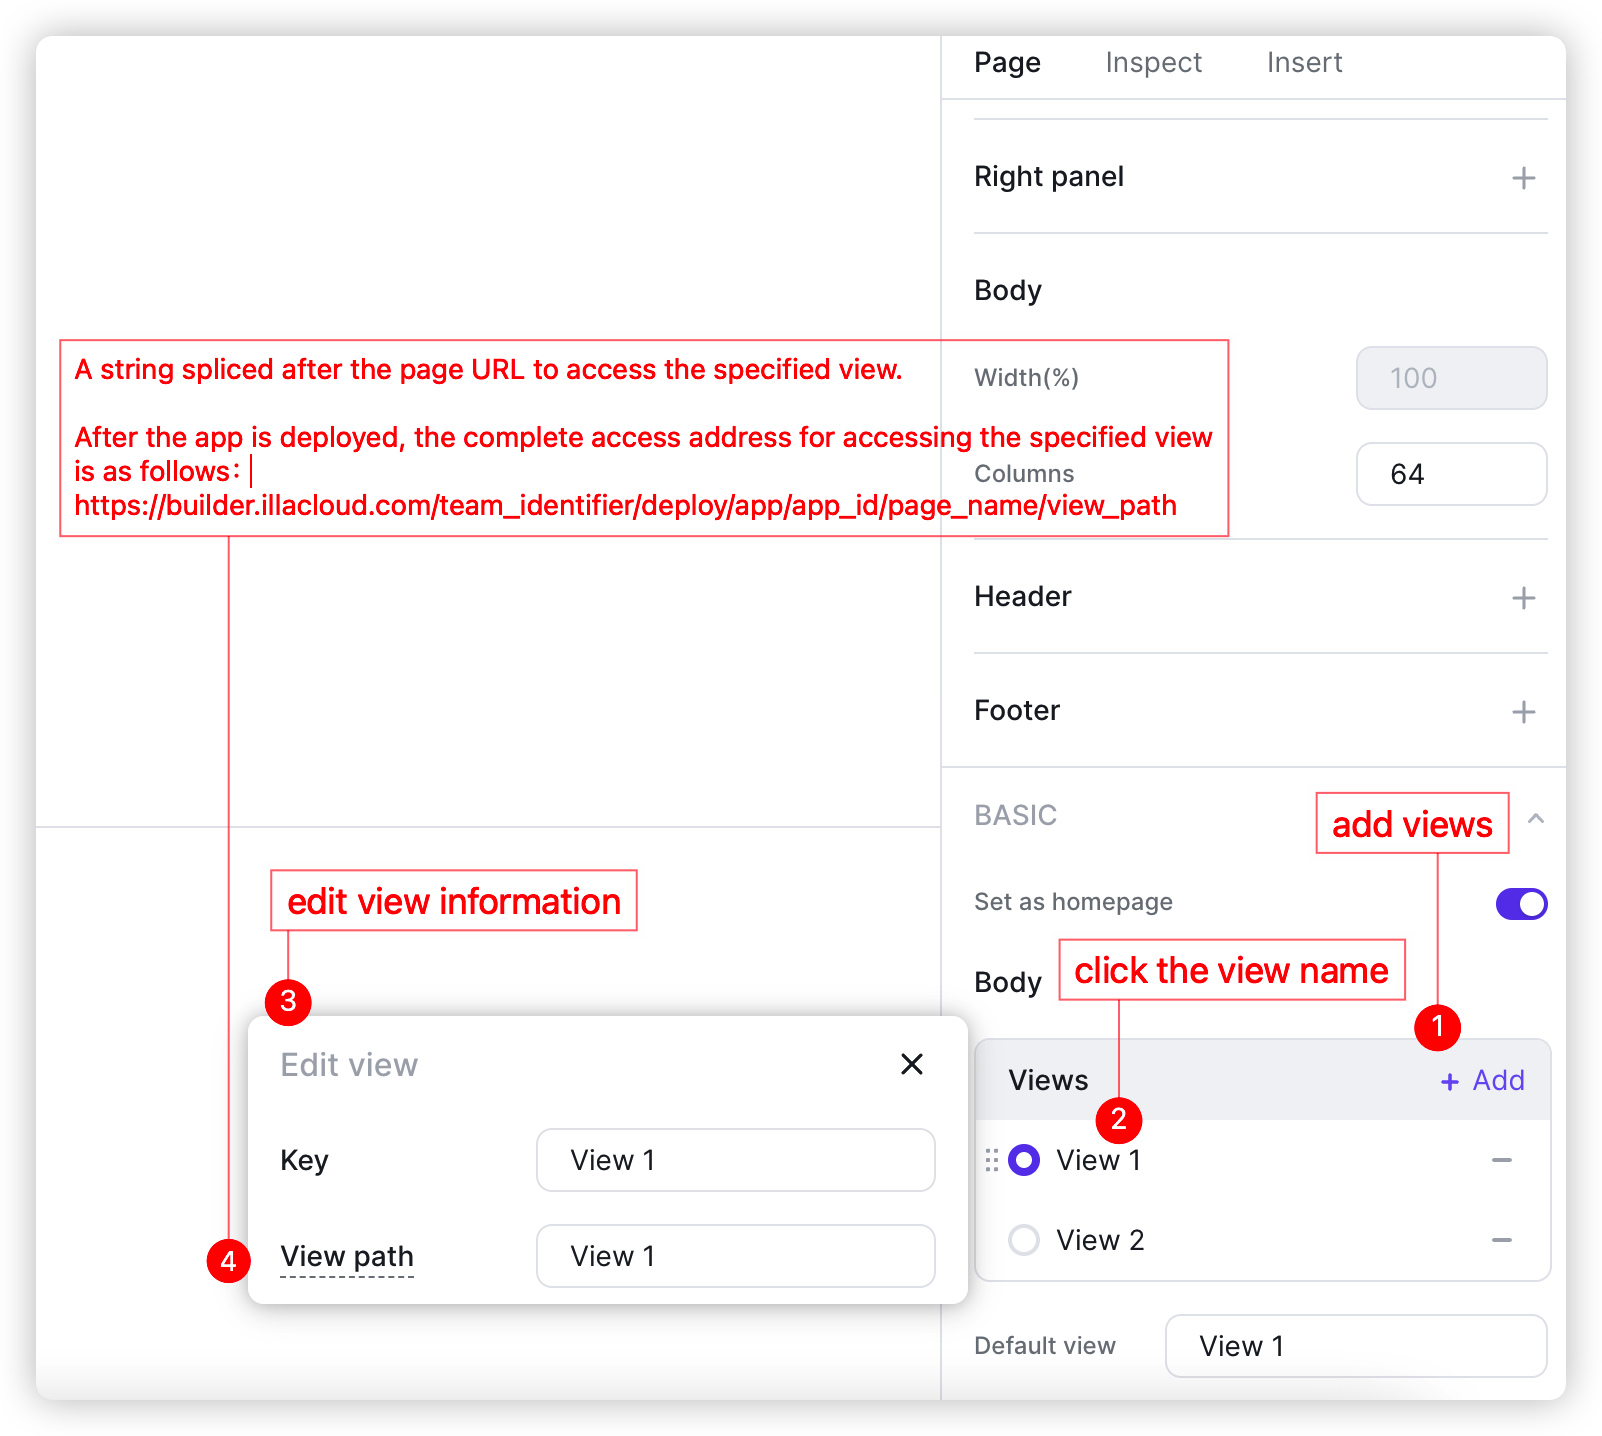 Page Inspect Insert
Right panel
Body
A string spliced after the page URL to access the specified view.
Width(%) 100
After the app is deployed, the complete access address for accessing the specified view
is as follows:
Columns 64
https://builder.illacloud.com/team_identifier/deploy/app/app_id/page_name/view_path
Header
Footer
BASIC
add views
edit view information
Set as homepage
click the view name
Body
3
1
Edit view
Views + Add
2
Key View 1
View 1
4
View path View 1
View 2
Default view View 1